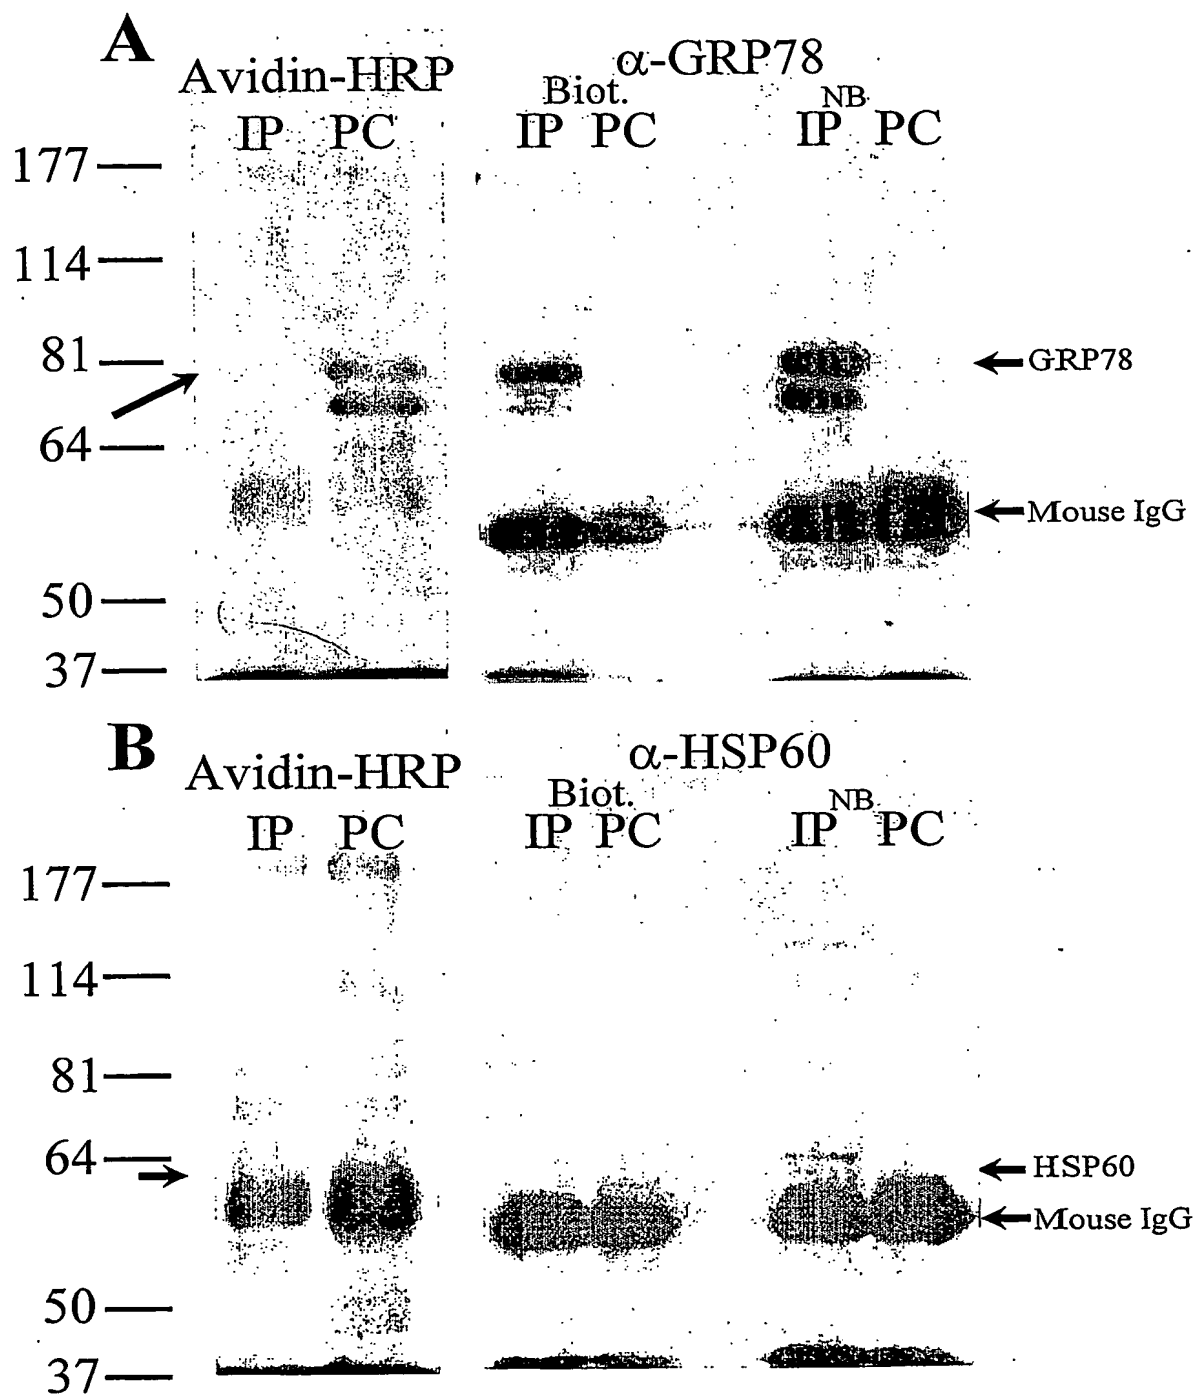 A
Avidin-HRP
α-GRP78
Biot.
NB
IP PC
IP PC
IP PC
177
114
81
GRP78
64
Mouse IgG
50
37
B
Avidin-HRP
α-HSP60
Biot.
NB
IP PC
IP PC
IP PC
177
114
81
64
HSP60
Mouse IgG
50
37